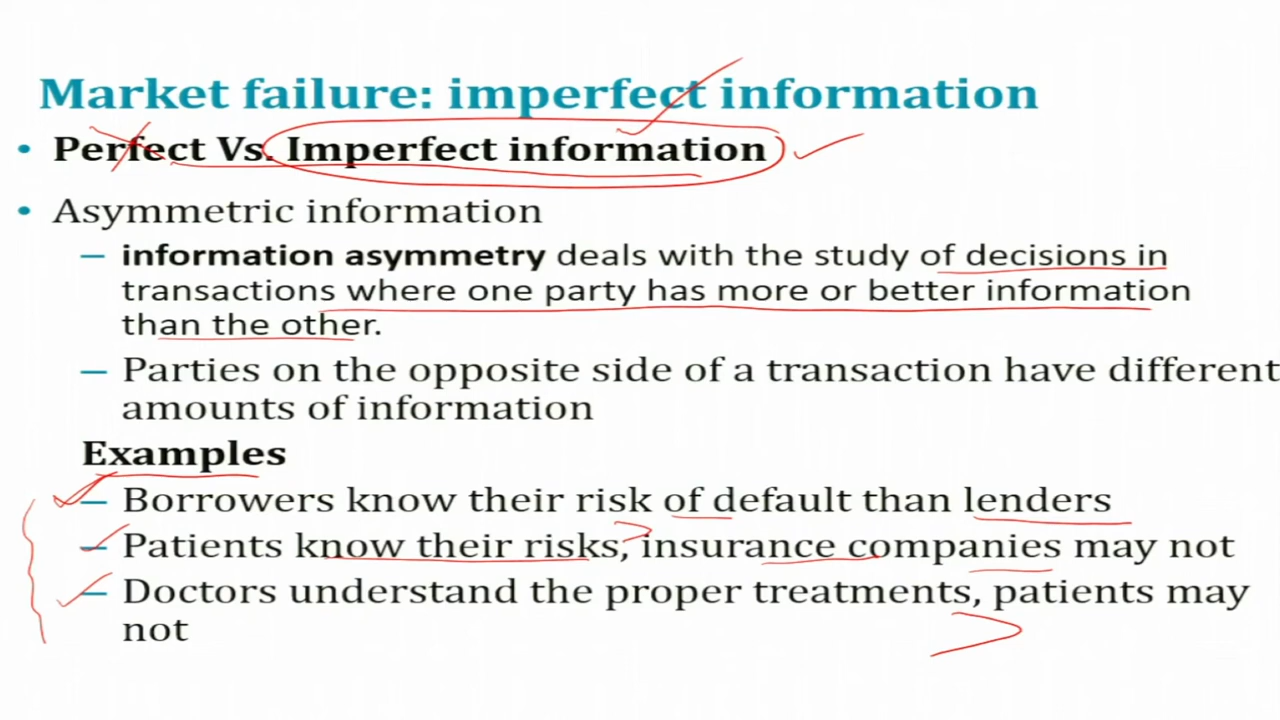 Market failure: imperfect information
• Perfect Vs. Imperfect information
• Asymmetric information
– information asymmetry deals with the study of decisions in
transactions where one party has more or better information
than the other.
– Parties on the opposite side of a transaction have different
amounts of information
Examples
– Borrowers know their risk of default than lenders
– Patients know their risks, insurance companies may not
– Doctors understand the proper treatments, patients may
not